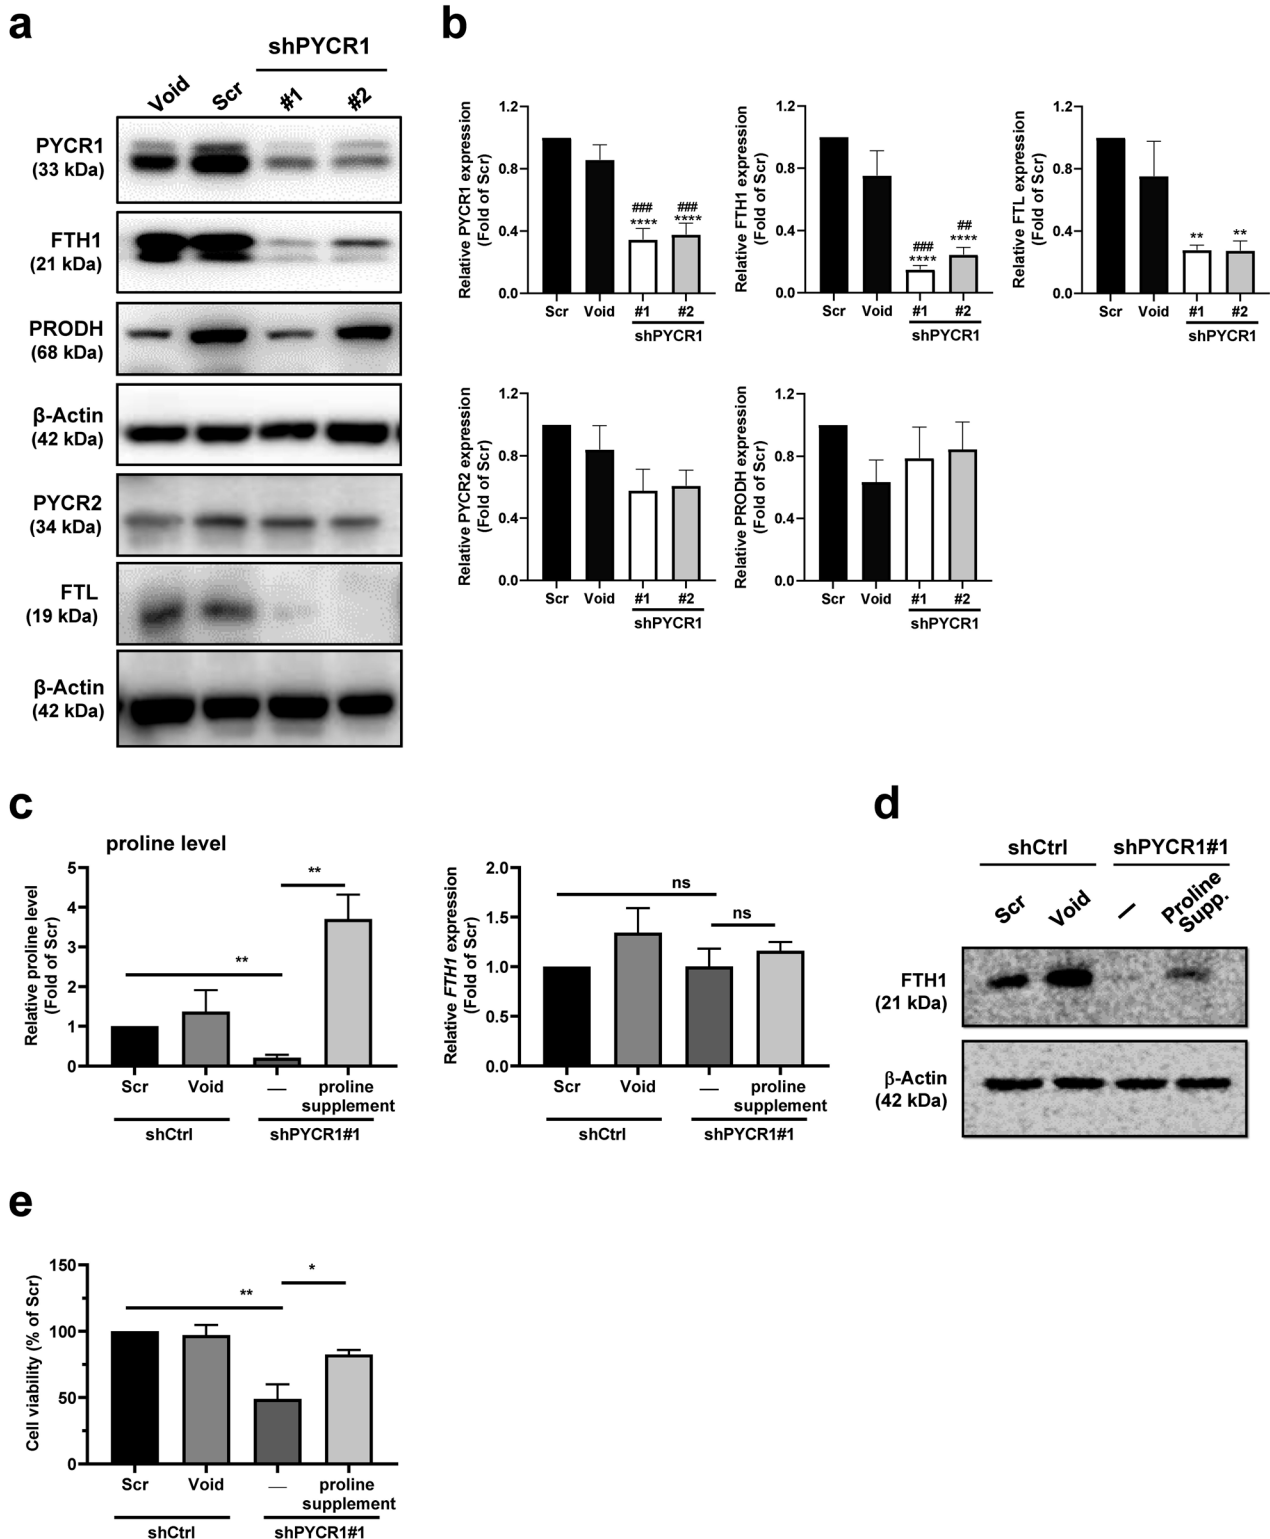 a
shPYCR1
Void Scr #1 #2
PYCR1
(33 kDa)
FTH1
(21 kDa)
PRODH
(68 kDa)
β-Actin
(42 kDa)
PYCR2
(34 kDa)
FTL
(19 kDa)
β-Actin
(42 kDa)
b
Relative PYCR1 expression
(Fold of Scr)
1.2
0.8
0.4
0.0
### ###
**** ****
Scr Void #1 #2
shPYCR1
Relative FTH1 expression
(Fold of Scr)
1.2
0.8
0.4
0.0
### ##
**** ****
Scr Void #1 #2
shPYCR1
Relative FTL expression
(Fold of Scr)
1.2
0.8
0.4
0.0
** **
Scr Void #1 #2
shPYCR1
Relative PYCR2 expression
(Fold of Scr)
1.2
0.8
0.4
0.0
Scr Void #1 #2
shPYCR1
Relative PRODH expression
(Fold of Scr)
1.2
0.8
0.4
0.0
Scr Void #1 #2
shPYCR1
c
proline level
Relative proline level
(Fold of Scr)
5
4
3
2
1
0
**
**
Scr Void — proline
supplement
shCtrl shPYCR1#1
Relative FTH1 expression
(Fold of Scr)
2.0
1.5
1.0
0.5
0.0
ns
ns
Scr Void — proline
supplement
shCtrl shPYCR1#1
d
shCtrl shPYCR1#1
Scr Void — Proline
Supp.
FTH1
(21 kDa)
β-Actin
(42 kDa)
e
Cell viability (% of Scr)
150
100
50
0
*
**
Scr Void — proline
supplement
shCtrl shPYCR1#1